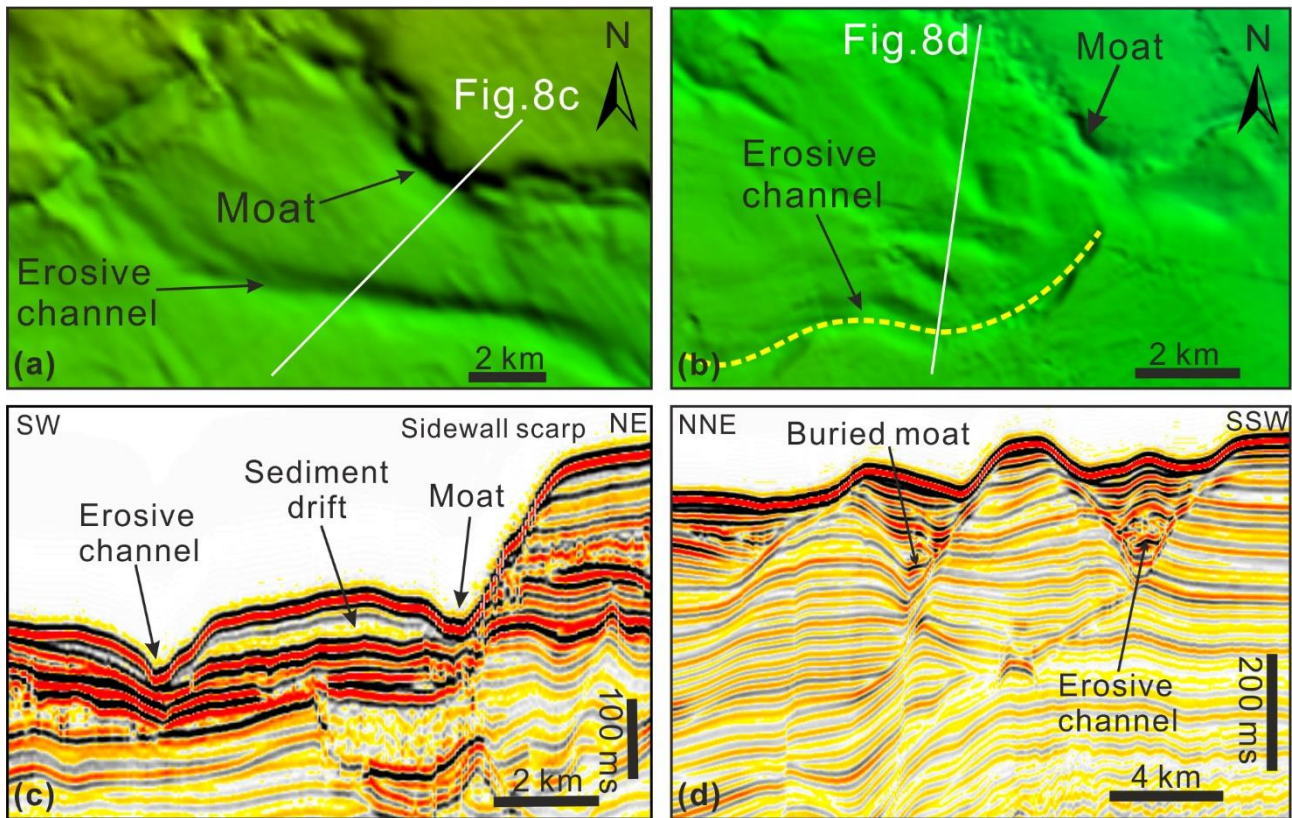 N
Fig.8c
Moat
Erosive
channel
2 km
(a)
Fig.8d
Moat
N
Erosive
channel
2 km
(b)
SW
NE
Sidewall scarp
Sediment
drift
Moat
Erosive
channel
100 ms
2 km
(c)
NNE
SSW
Buried moat
Erosive
channel
200 ms
4 km
(d)